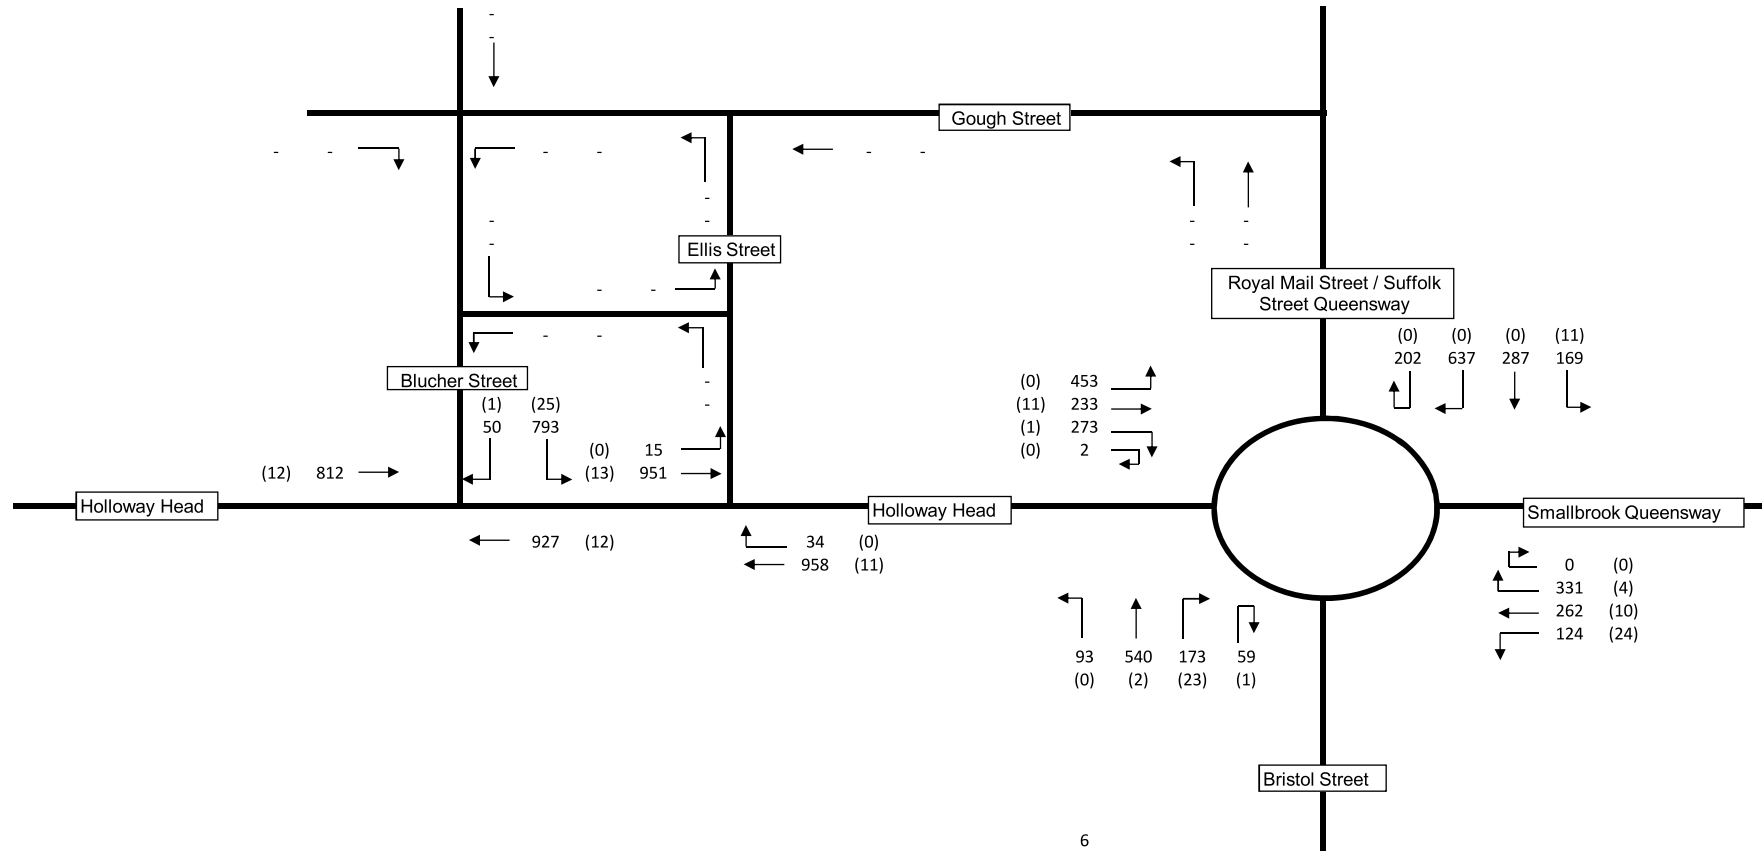 -
-
Gough Street
- - - - - -
-
- - - -
- - -
Ellis Street
- -
Royal Mail Street / Suffolk
Street Queensway
- -
(0) (0) (0) (11)
202 637 287 169
Blucher Street
-
-
(0) 453
(11) 233
(1) 273
(0) 2
(1) (25)
50 793
(0) 15
(12) 812
(13) 951
Holloway Head
Holloway Head
Smallbrook Queensway
927 (12)
34 (0)
958 (11)
0 (0)
331 (4)
262 (10)
124 (24)
93 540 173 59
(0) (2) (23) (1)
Bristol Street
6